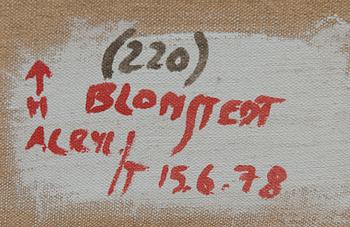 (220)
↑ BLOMSTEDT
H
ACRYL.
/T 15.6.78